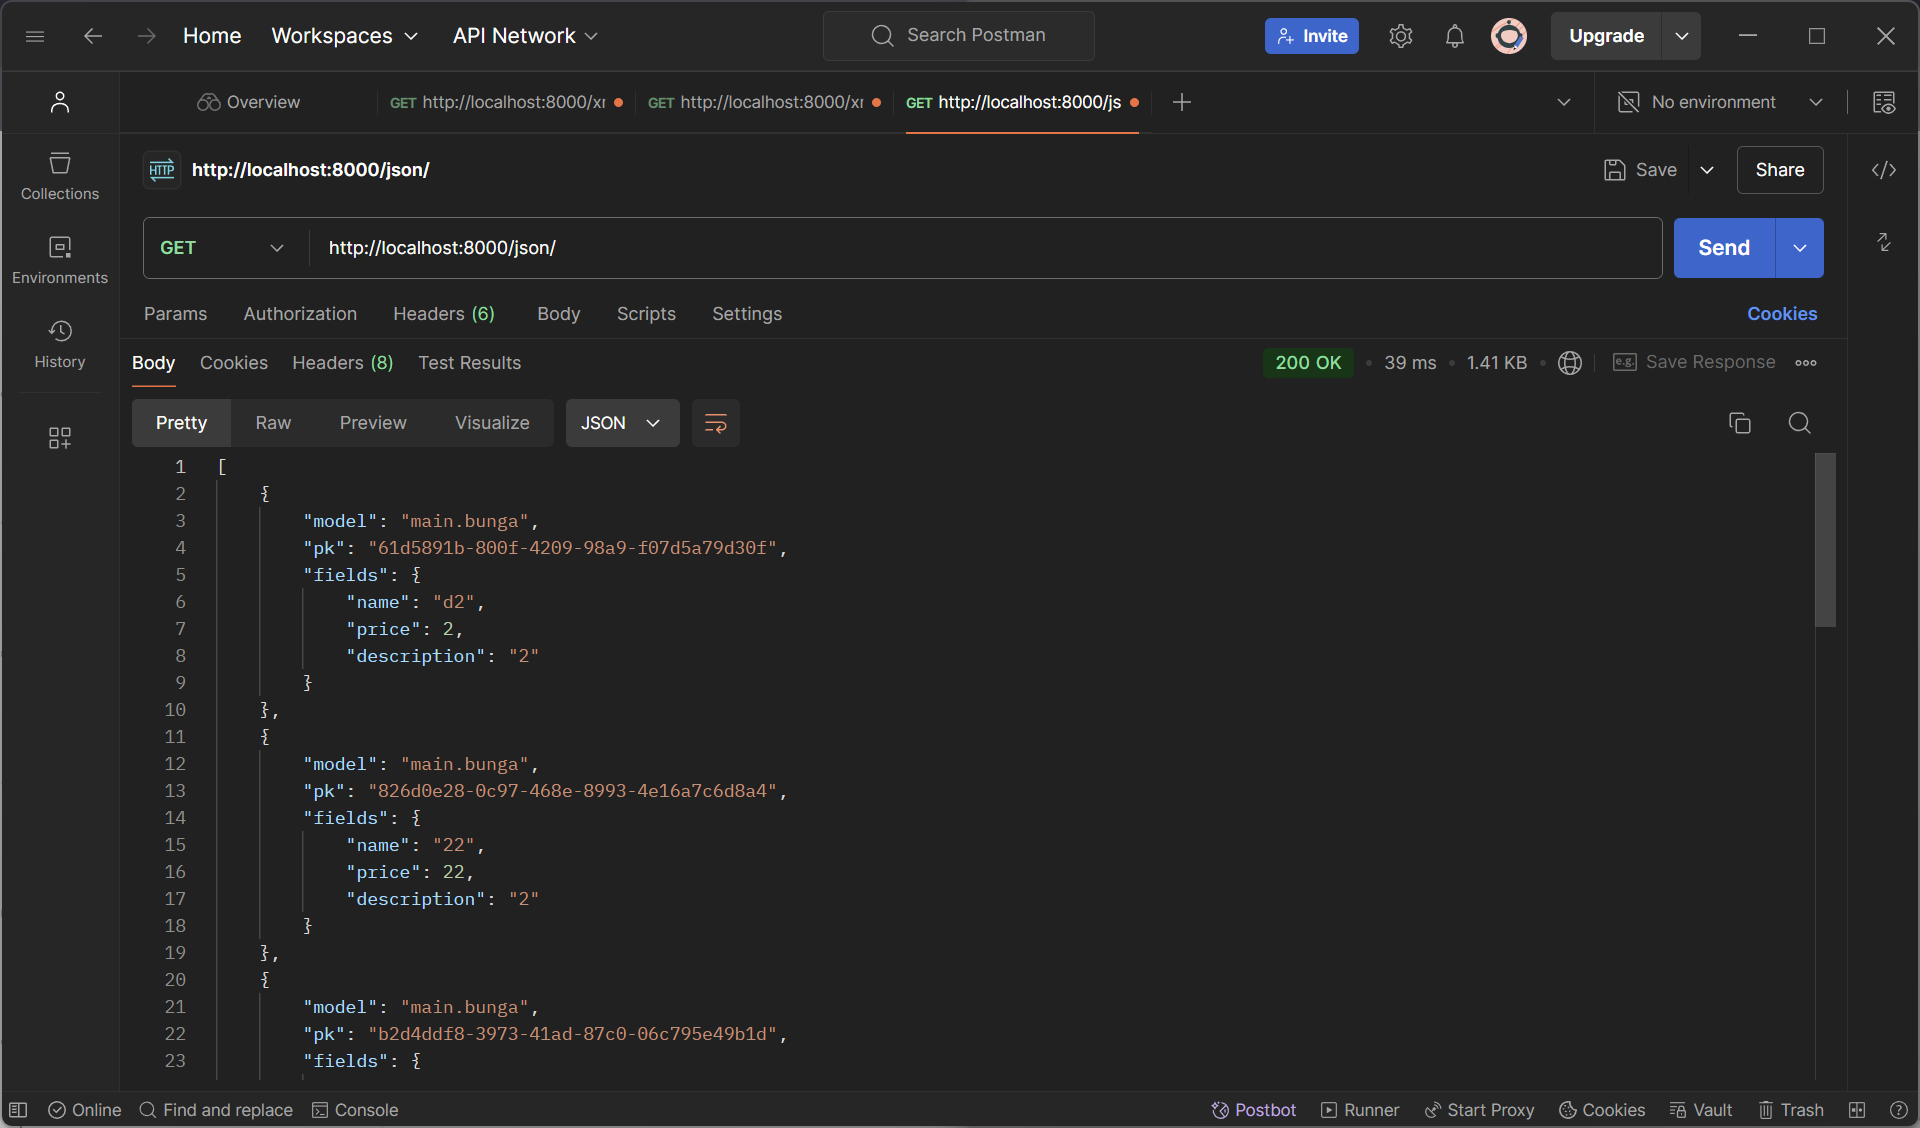 Home Workspaces API Network Search Postman Invite Upgrade
Overview GET http://localhost:8000/xr GET http://localhost:8000/xr GET http://localhost:8000/js No environment
HTTP http://localhost:8000/json/ Save Share
Collections
GET http://localhost:8000/json/ Send
Environments
Params Authorization Headers (6) Body Scripts Settings Cookies
History
Body Cookies Headers (8) Test Results 200 OK 39 ms 1.41 KB e.g. Save Response
Pretty Raw Preview Visualize JSON
1 [
2 {
3 "model": "main.bunga",
4 "pk": "61d5891b-800f-4209-98a9-f07d5a79d30f",
5 "fields": {
6 "name": "d2",
7 "price": 2,
8 "description": "2"
9 }
10 },
11 {
12 "model": "main.bunga",
13 "pk": "826d0e28-0c97-468e-8993-4e16a7c6d8a4",
14 "fields": {
15 "name": "22",
16 "price": 22,
17 "description": "2"
18 }
19 },
20 {
21 "model": "main.bunga",
22 "pk": "b2d4ddf8-3973-41ad-87c0-06c795e49b1d",
23 "fields": {
Online Find and replace Console Postbot Runner Start Proxy Cookies Vault Trash